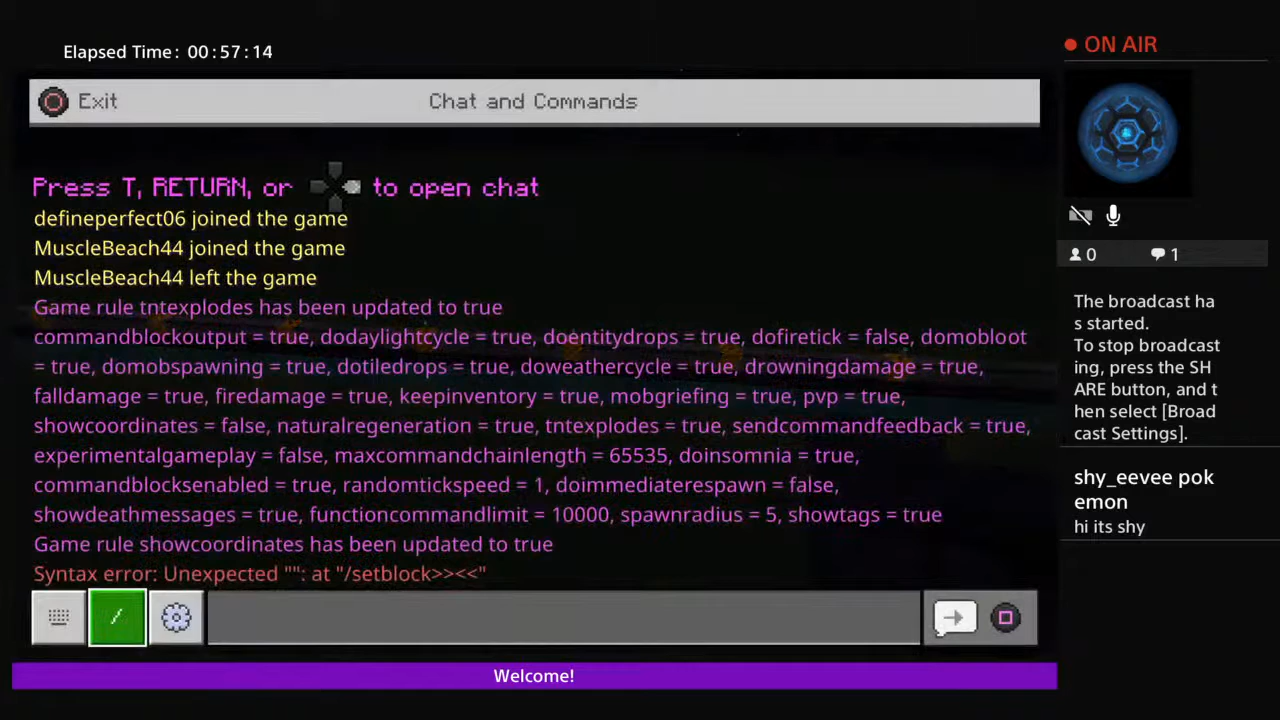 Elapsed Time: 00:57:14
ON AIR
Exit
Chat and Commands
Press T, RETURN, or to open chat
defineperfect06 joined the game
MuscleBeach44 joined the game
MuscleBeach44 left the game
Game rule tntexplodes has been updated to true
commandblockoutput = true, dodaylightcycle = true, doentitydrops = true, dofiretick = false, domobloot
= true, domobspawning = true, dotiledrops = true, doweathercycle = true, drowningdamage = true,
falldamage = true, firedamage = true, keepinventory = true, mobgriefing = true, pvp = true,
showcoordinates = false, naturalregeneration = true, tntexplodes = true, sendcommandfeedback = true,
experimentalgameplay = false, maxcommandchainlength = 65535, doinsomnia = true,
commandblocksenabled = true, randomtickspeed = 1, doimmediaterespawn = false,
showdeathmessages = true, functioncommandlimit = 10000, spawnradius = 5, showtags = true
Game rule showcoordinates has been updated to true
Syntax error: Unexpected "": at "/setblock>><<"
/
Welcome!
0 1
The broadcast ha
s started.
To stop broadcast
ing, press the SH
ARE button, and t
hen select [Broad
cast Settings].
shy_eevee pok
emon
hi its shy